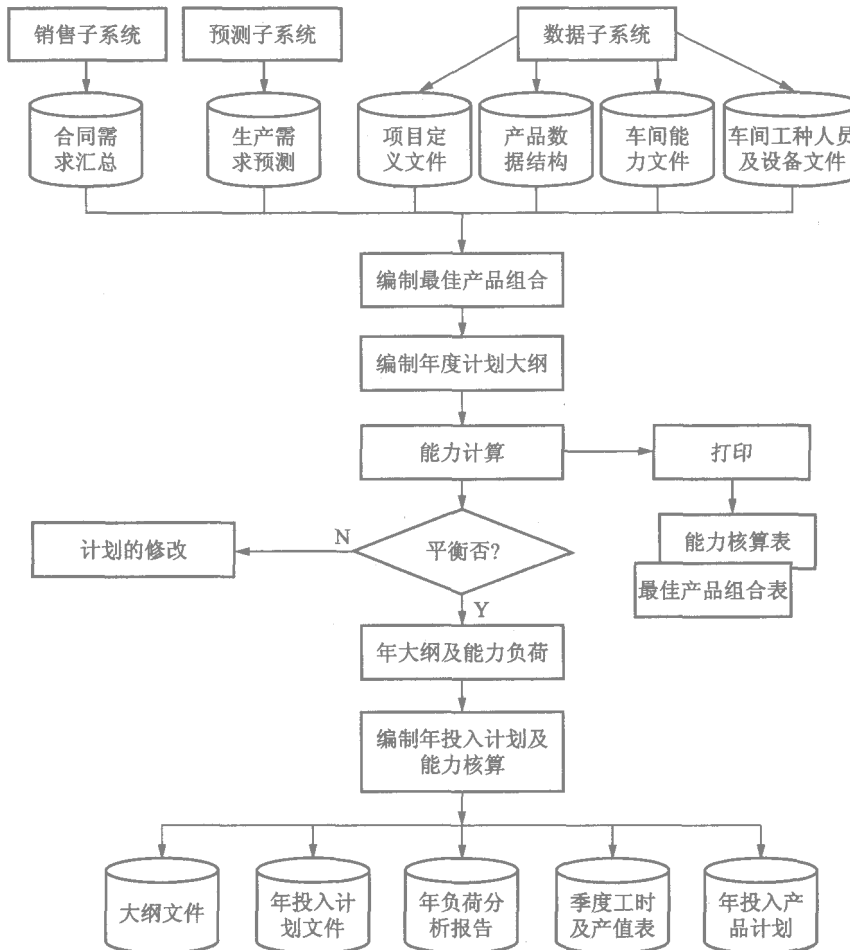 销售子系统
预测子系统
数据子系统
合同需
求汇总
生产需
求预测
项目定
义文件
产品数
据结构
车间能
力文件
车间工种人员
及设备文件
编制最佳产品组合
编制年度计划大纲
能力计算
打印
计划的修改
N
平衡否?
能力核算表
最佳产品组合表
Y
年大纲及能力负荷
编制年投入计划及
能力核算
大纲文件
年投入计
划文件
年负荷分
析报告
季度工时
及产值表
年投入产
品计划